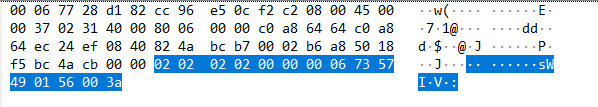 00 06 77 28 d1 82 cc 96 e5 0c f2 c2 08 00 45 00 ··w(···· ······E·
00 37 02 31 40 00 80 06 00 00 c0 a8 64 64 c0 a8 ·7·1@··· ····dd··
64 ec 24 ef 08 40 82 4a bc b7 00 02 b6 a8 50 18 d·$··@·J ······P·
f5 bc 4a cb 00 00 02 02 02 02 00 00 00 06 73 57 ··J····· ······sW
49 01 56 00 3a I·V·: